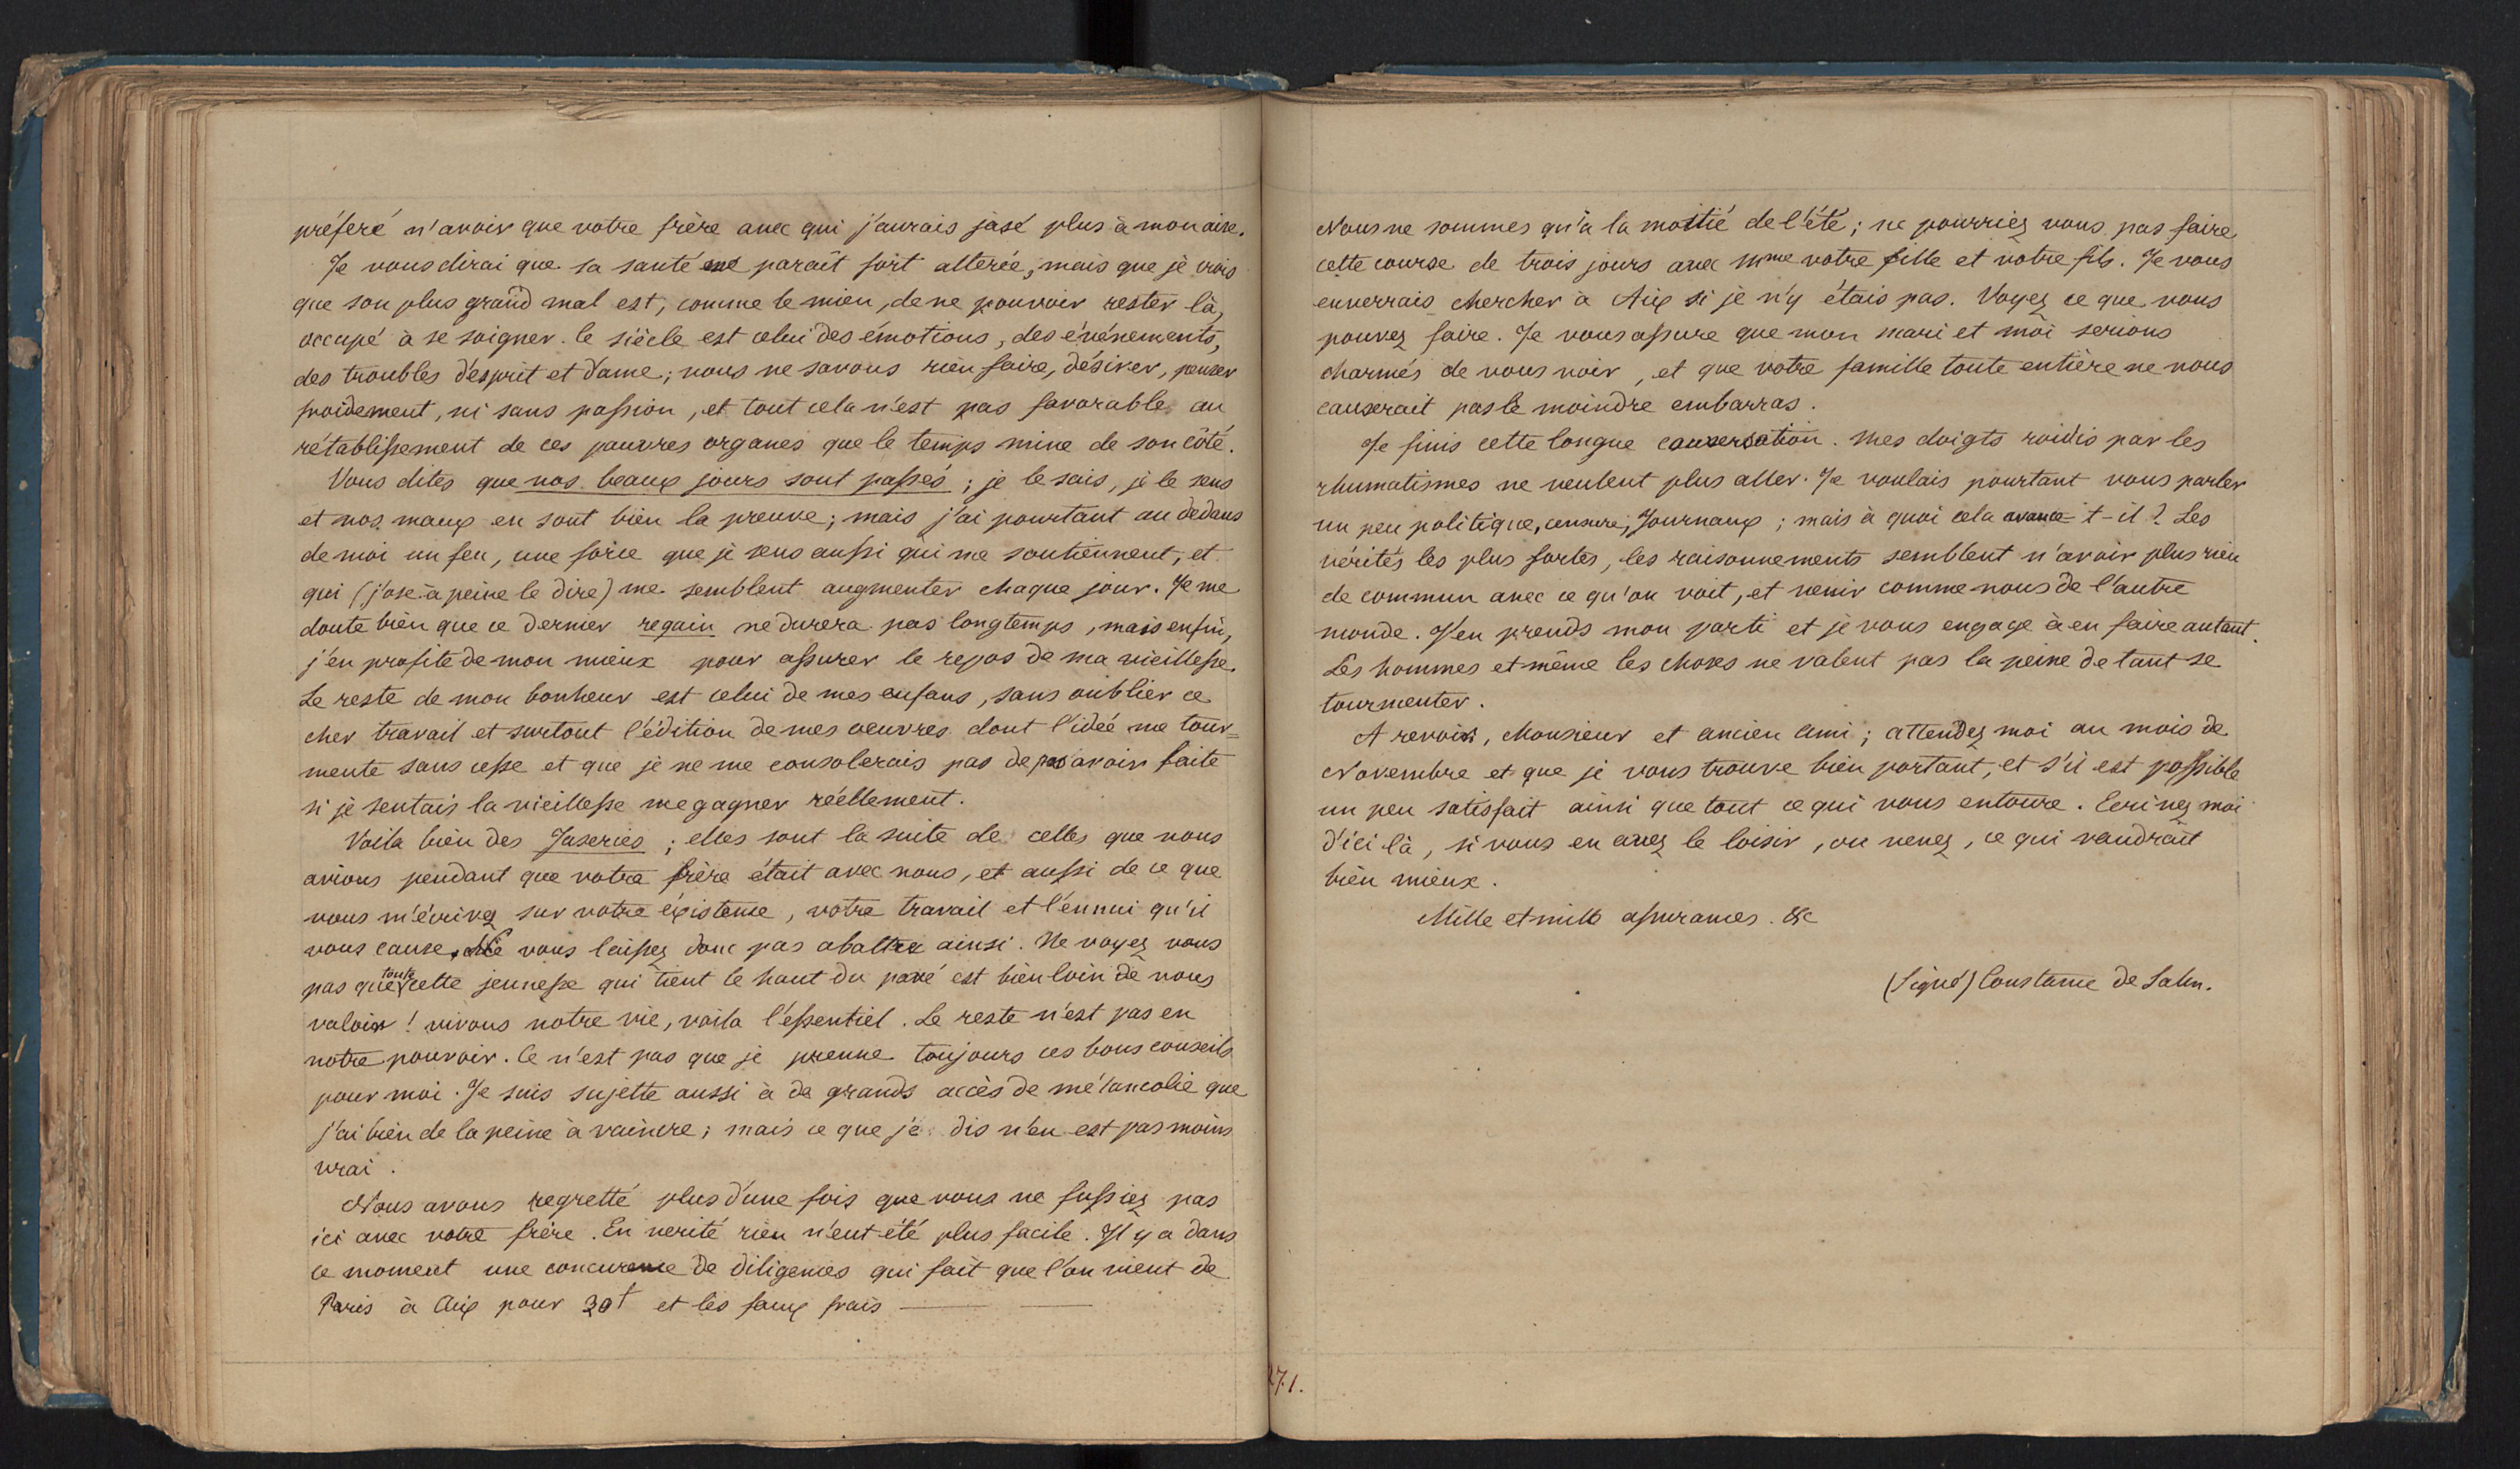 préferé n'avoir que votre frère avec qui j'aurais jasé plus à mon aise.
Je vous dirai que sa santé me parait fort alterée, mais que je crois
que son plus grand mal est, comme le mien, de ne pouvoir rester là,
occupé à se soigner. le siècle est celui des émotions, des événements,
des troubles d'esprit et d'ame; nous ne savons rien faire, désirer, penser
froidement, ni sans passion, et tout cela n'est pas favorable au
rétablissement de ces pauvres organes que le temps mine de son côté.
Vous dites que nos beaux jours sont passés; je le sais, je le sens
et nos maux en sont bien la preuve; mais j'ai pourtant au dedans
de moi un feu, une force que je sens aussi qui me soutiennent, et
qui (j'ose à peine le dire) me semblent augmenter chaque jour. Je me
doute bien que ce dernier regain ne durera pas longtemps, mais enfin,
j'en profite de mon mieux pour assurer le repos de ma vieillesse.
Le reste de mon bonheur est celui de mes enfans, sans oublier ce
cher travail et surtout l'édition de mes oeuvres dont l'idée me tour=
mente sans cesse et que je ne me consolerais pas de pas avoir faite
si je sentais la vieillesse me gagner réellement.
Voila bien des Jaseries; elles sont la suite de celles que nous
avions pendant que votre frère était avec nous, et aussi de ce que
vous m'écrivez sur votre existence, votre travail et l'ennui qu'il
vous cause. Ne vous laissez donc pas abattre ainsi. Ne voyez vous
pas que toute cette jeunesse qui tient le haut du pavé est bien loin de nous
valoir! vivons notre vie, voila l'essentiel. Le reste n'est pas en
notre pouvoir. Ce n'est pas que je prenne toujours ces bons conseils
pour moi. Je suis sujette aussi à de grands accès de mélancolie que
j'ai bien de la peine à vaincre; mais ce que je dis n'en est pas moins
vrai.
Nous avons regretté plus d'une fois que vous ne fussiez pas
ici avec votre frère. En verité rien n'eut été plus facile. Il y a dans
ce moment une concurence de diligences qui fait que l'on vient de
Paris à Aix pour 30f et les faux frais
Nous ne sommes qu'à la moitié de l'été; ne pourriez vous pas faire
cette course de trois jours avec Mme votre fille et votre fils. Je vous
enverrais chercher à Aix si je n'y étais pas. Voyez ce que vous
pouvez faire. Je vous assure que mon mari et moi serions
charmés de vous voir, et que votre famille toute entière ne nous
causerait pas le moindre embarras.
Je finis cette longue conversation. Mes doigts roidis par les
rhumatismes ne veulent plus aller. Je voulais pourtant vous parler
un peu politique, censure, Journaux; mais à quoi cela avance-t-il? Les
vérités les plus fortes, les raisonnements semblent n'avoir plus rien
de commun avec ce qu'on voit, et venir comme nous de l'autre
monde. J'en prends mon parti et je vous engage à en faire autant.
Les hommes et même les choses ne valent pas la peine de tant se
tourmenter.
A revoir, Monsieur et ancien ami; attendez moi au mois de
Novembre et que je vous trouve bien portant, et s'il est possible
un peu satisfait ainsi que tout ce qui vous entoure. Ecrivez moi
d'ici là, si vous en avez le loisir, ou venez, ce qui vaudrait
bien mieux.
Mille et mille assurances. &c
(Signé) Constance de Salm.
271.